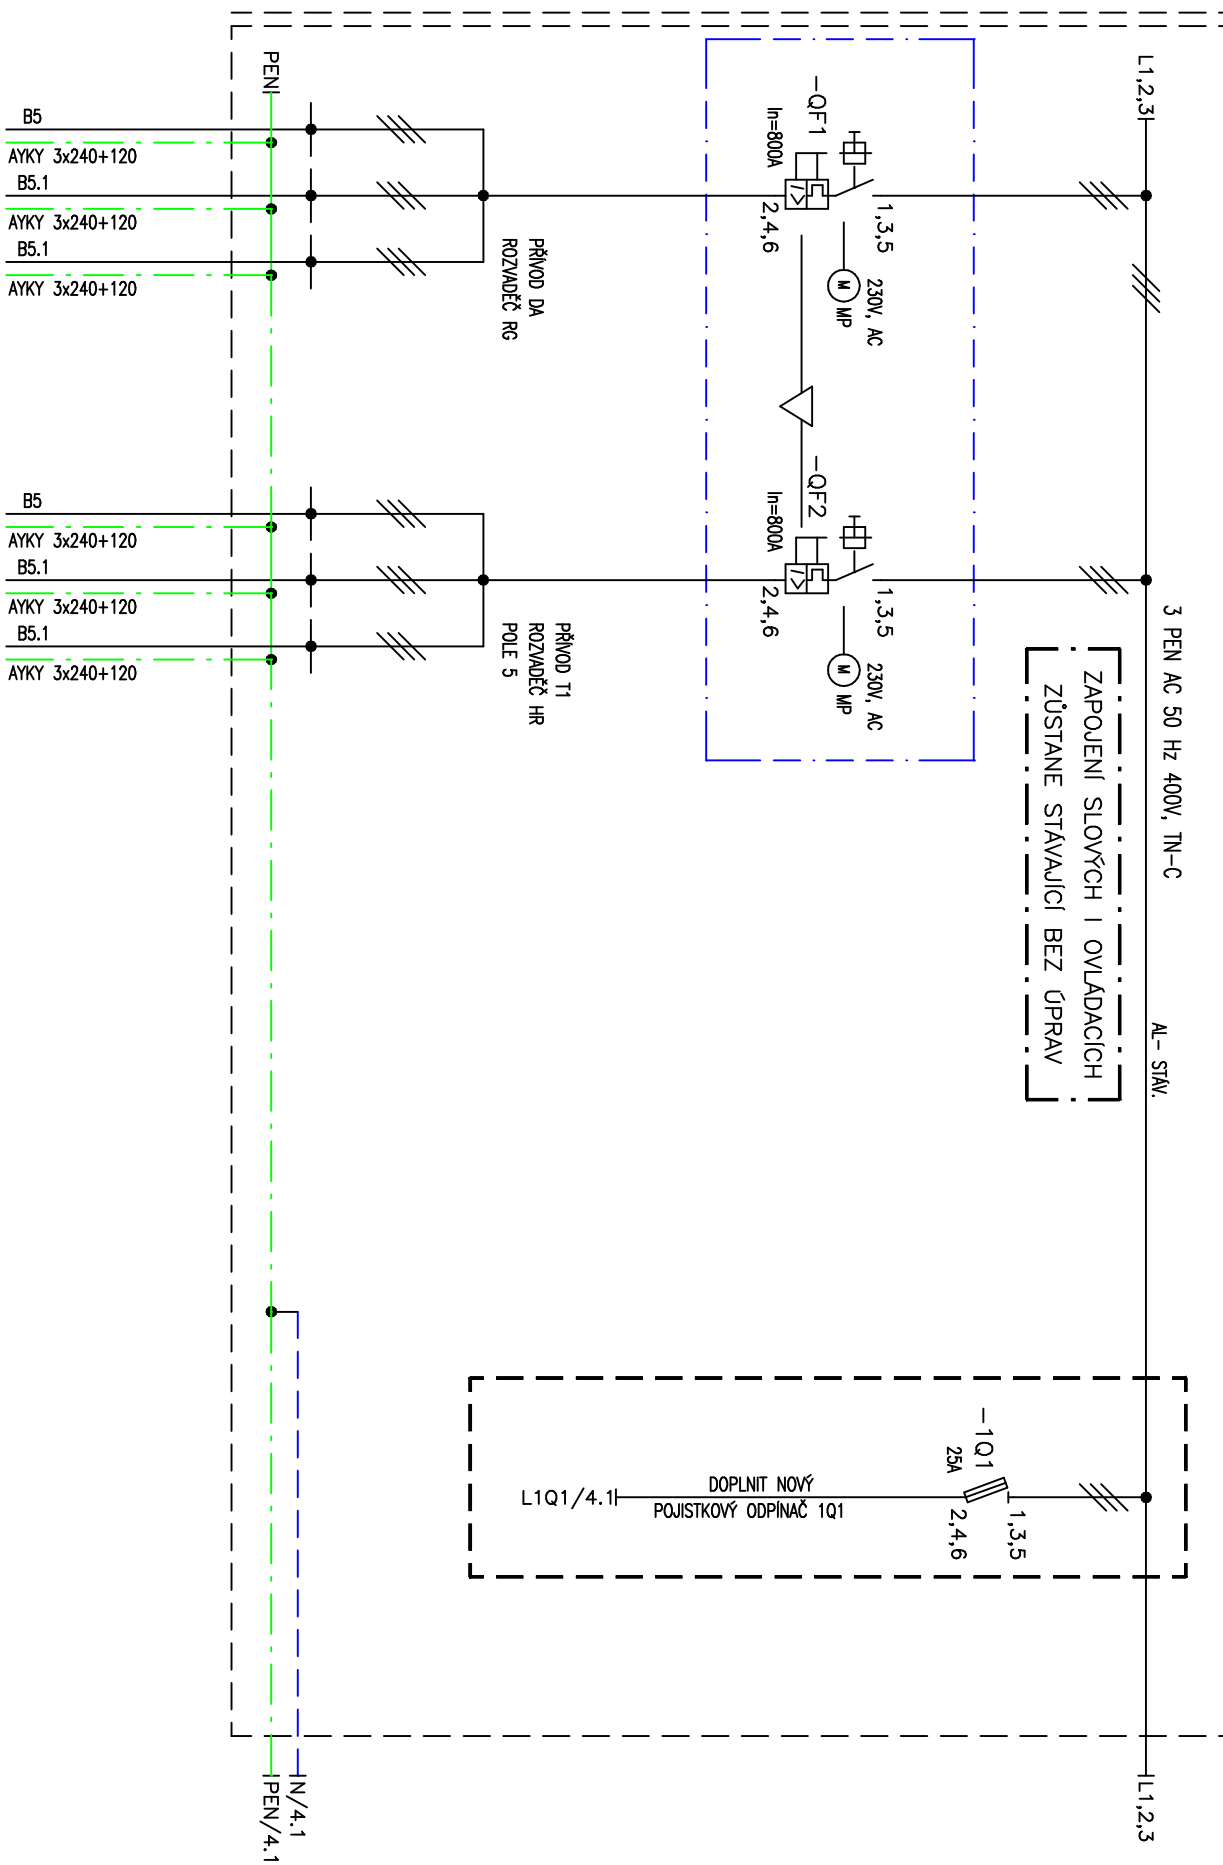 L1,2,3
3 PEN AC 50 Hz 400V, TN-C
AL- STÁV.
L1,2,3
ZAPOJENÍ SLOVÝCH I OVLÁDACÍCH
ZŮSTANE STÁVAJÍCÍ BEZ ÚPRAV
-QF1
In=800A
1,3,5
2,4,6
230V, AC
M
MP
-QF2
In=800A
1,3,5
2,4,6
230V, AC
M
MP
-1Q1
25A
1,3,5
2,4,6
DOPLNIT NOVÝ
POJISTKOVÝ ODPÍNAČ 1Q1
L1Q1/4.1
PŘÍVOD DA
ROZVADĚČ RG
PŘÍVOD T1
ROZVADĚČ HR
POLE 5
PEN
N/4.1
PEN/4.1
B5
AYKY 3x240+120
B5.1
AYKY 3x240+120
B5.1
AYKY 3x240+120
B5
AYKY 3x240+120
B5.1
AYKY 3x240+120
B5.1
AYKY 3x240+120